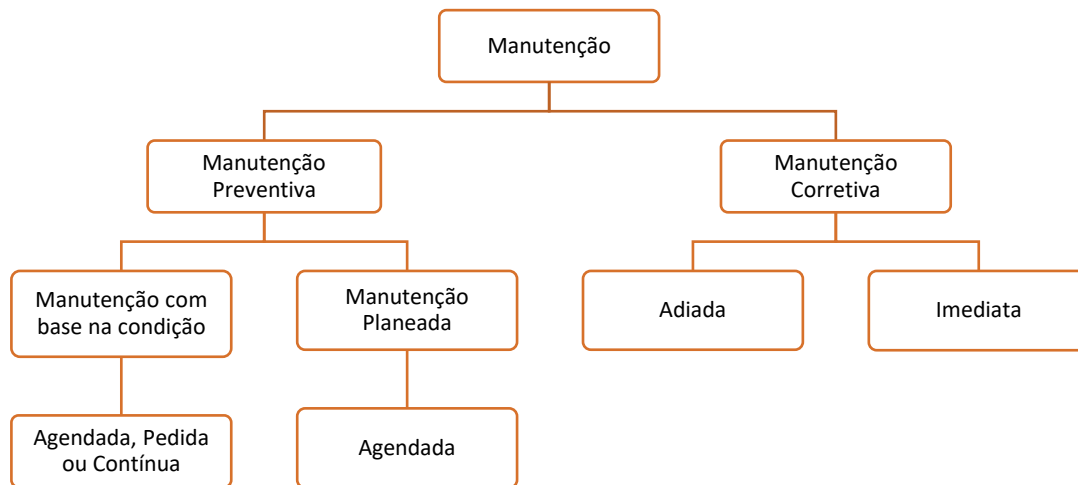 Manutenção
Manutenção
Preventiva
Manutenção
Corretiva
Manutenção com
base na condição
Manutenção
Planeada
Adiada
Imediata
Agendada, Pedida
ou Contínua
Agendada